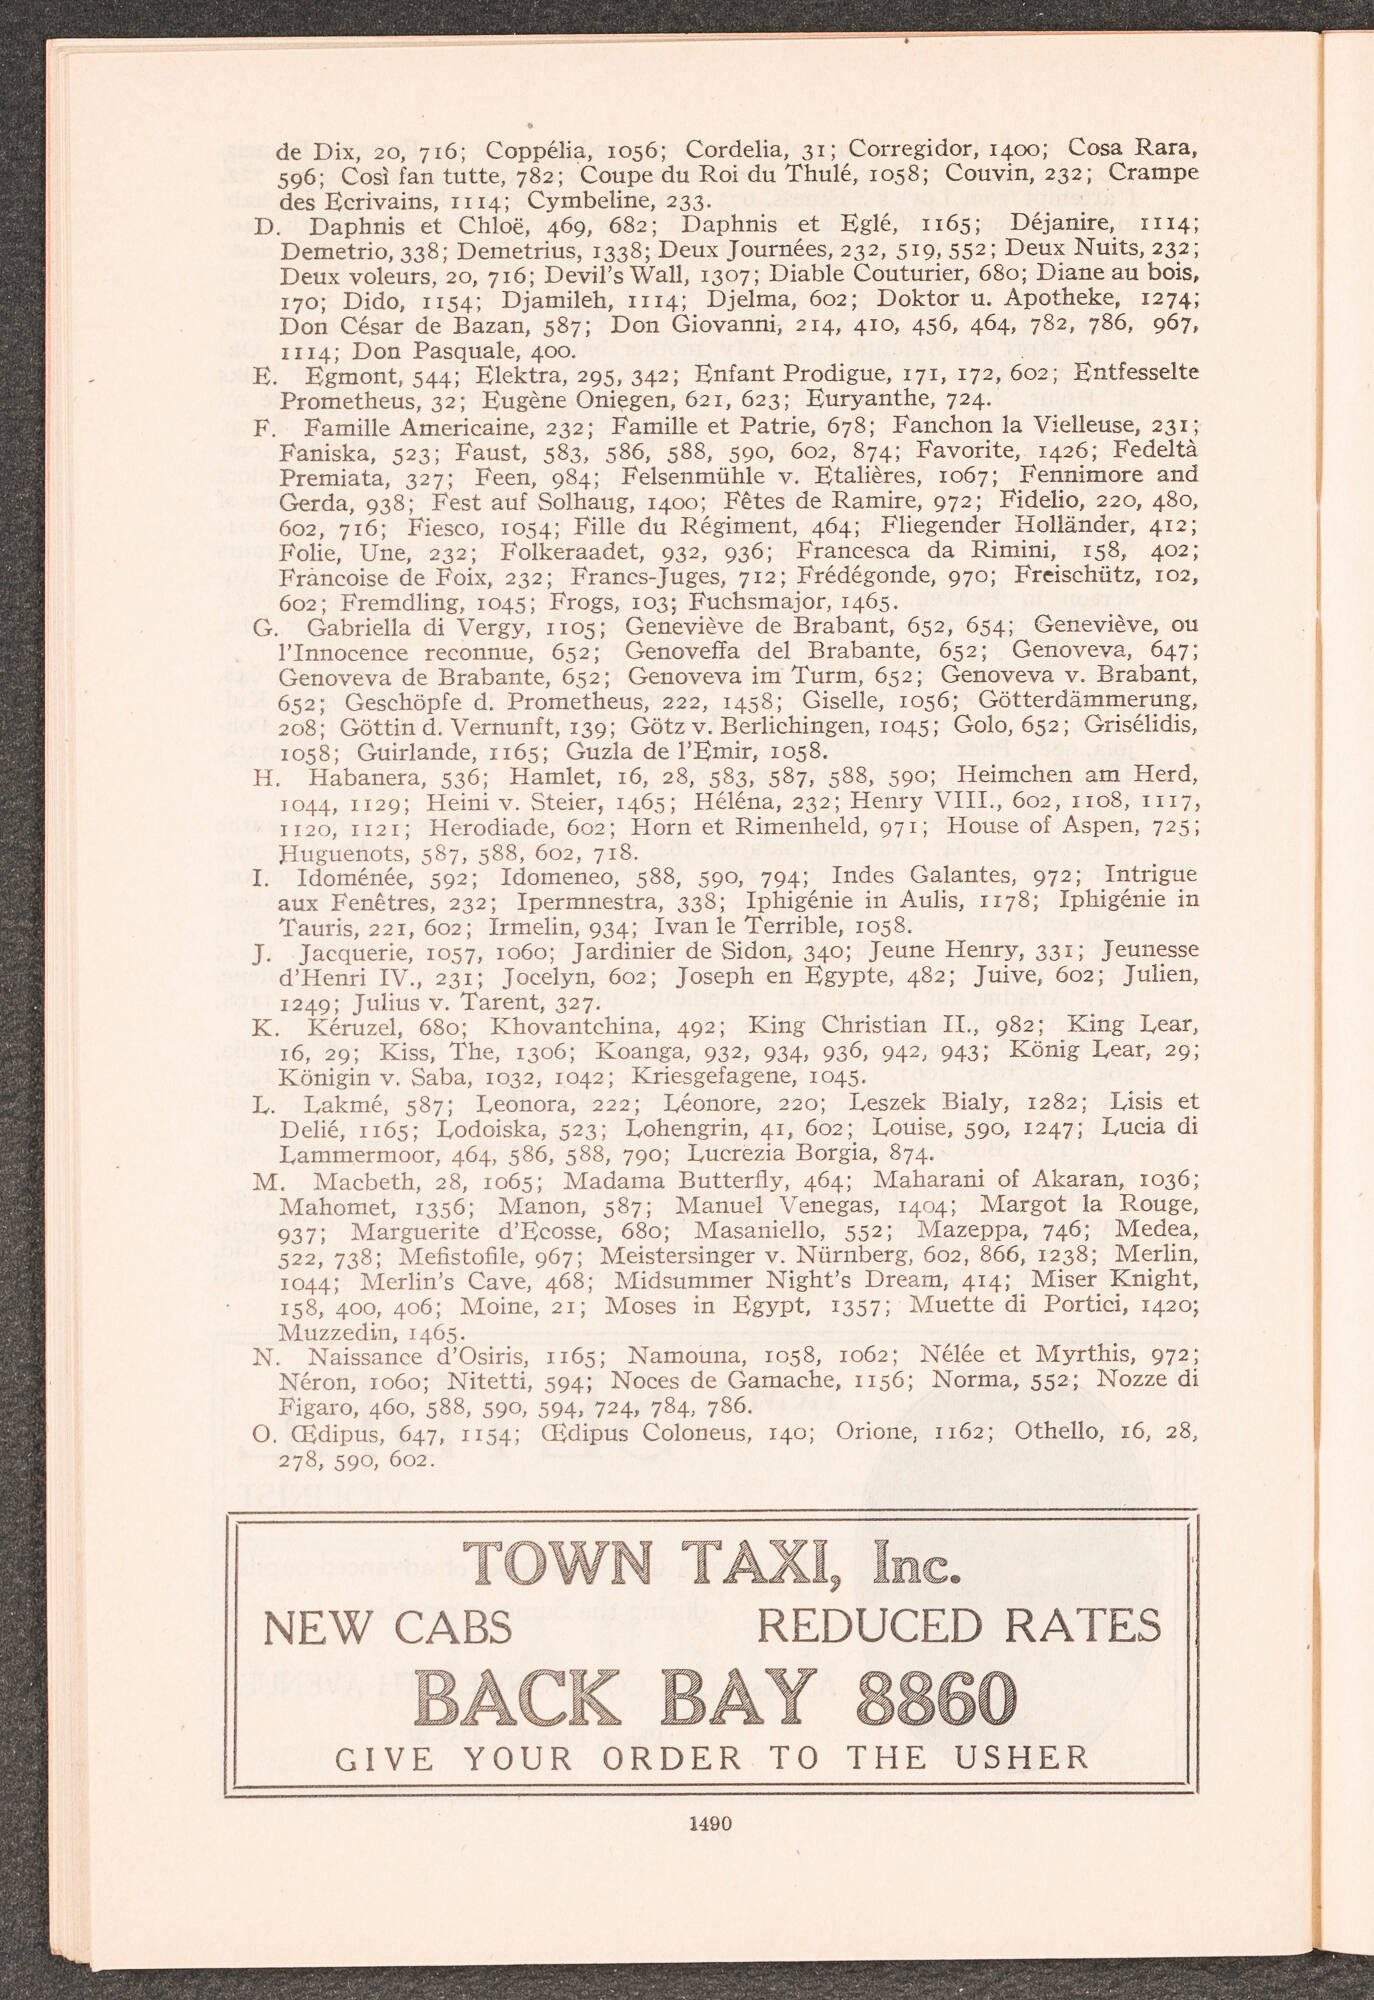 de Dix, 20, 716; Coppélia, 1056; Cordelia, 31; Corregidor, 1400; Cosa Rara,
596; Così fan tutte, 782; Coupe du Roi du Thulé, 1058; Couvin, 232; Crampe
des Ecrivains, 1114; Cymbeline, 233.
D. Daphnis et Chloë, 469, 682; Daphnis et Eglé, 1165; Déjanire, 1114;
Demetrio, 338; Demetrius, 1338; Deux Journées, 232, 519, 552; Deux Nuits, 232;
Deux voleurs, 20, 716; Devil's Wall, 1307; Diable Couturier, 680; Diane au bois,
170; Dido, 1154; Djamileh, 1114; Djelma, 602; Doktor u. Apotheke, 1274;
Don César de Bazan, 587; Don Giovanni, 214, 410, 456, 464, 782, 786, 967,
1114; Don Pasquale, 400.
E. Egmont, 544; Elektra, 295, 342; Enfant Prodigue, 171, 172, 602; Entfesselte
Prometheus, 32; Eugène Oniegen, 621, 623; Euryanthe, 724.
F. Famille Americaine, 232; Famille et Patrie, 678; Fanchon la Vielleuse, 231;
Faniska, 523; Faust, 583, 586, 588, 590, 602, 874; Favorite, 1426; Fedeltà
Premiata, 327; Feen, 984; Felsenmühle v. Etalières, 1067; Fennimore and
Gerda, 938; Fest auf Solhaug, 1400; Fêtes de Ramire, 972; Fidelio, 220, 480,
602, 716; Fiesco, 1054; Fille du Régiment, 464; Fliegender Holländer, 412;
Folie, Une, 232; Folkeraadet, 932, 936; Francesca da Rimini, 158, 402;
Francoise de Foix, 232; Francs-Juges, 712; Frédégonde, 970; Freischütz, 102,
602; Fremdling, 1045; Frogs, 103; Fuchsmajor, 1465.
G. Gabriella di Vergy, 1105; Geneviève de Brabant, 652, 654; Geneviève, ou
l'Innocence reconnue, 652; Genoveffa del Brabante, 652; Genoveva, 647;
Genoveva de Brabante, 652; Genoveva im Turm, 652; Genoveva v. Brabant,
652; Geschöpfe d. Prometheus, 222, 1458; Giselle, 1056; Götterdämmerung,
208; Göttin d. Vernunft, 139; Götz v. Berlichingen, 1045; Golo, 652; Grisélidis,
1058; Guirlande, 1165; Guzla de l'Emir, 1058.
H. Habanera, 536; Hamlet, 16, 28, 583, 587, 588, 590; Heimchen am Herd,
1044, 1129; Heini v. Steier, 1465; Héléna, 232; Henry VIII., 602, 1108, 1117,
1120, 1121; Herodiade, 602; Horn et Rimenheld, 971; House of Aspen, 725;
Huguenots, 587, 588, 602, 718.
I. Idoménée, 592; Idomeneo, 588, 590, 794; Indes Galantes, 972; Intrigue
aux Fenêtres, 232; Ipermnestra, 338; Iphigénie in Aulis, 1178; Iphigénie in
Tauris, 221, 602; Irmelin, 934; Ivan le Terrible, 1058.
J. Jacquerie, 1057, 1060; Jardinier de Sidon, 340; Jeune Henry, 331; Jeunesse
d'Henri IV., 231; Jocelyn, 602; Joseph en Egypte, 482; Juive, 602; Julien,
1249; Julius v. Tarent, 327.
K. Kéruzel, 680; Khovantchina, 492; King Christian II., 982; King Lear,
16, 29; Kiss, The, 1306; Koanga, 932, 934, 936, 942, 943; König Lear, 29;
Königin v. Saba, 1032, 1042; Kriesgefagene, 1045.
L. Lakmé, 587; Leonora, 222; Léonore, 220; Leszek Bialy, 1282; Lisis et
Delié, 1165; Lodoiska, 523; Lohengrin, 41, 602; Louise, 590, 1247; Lucia di
Lammermoor, 464, 586, 588, 790; Lucrezia Borgia, 874.
M. Macbeth, 28, 1065; Madama Butterfly, 464; Maharani of Akaran, 1036;
Mahomet, 1356; Manon, 587; Manuel Venegas, 1404; Margot la Rouge,
937; Marguerite d'Ecosse, 680; Masaniello, 552; Mazeppa, 746; Medea,
522, 738; Mefistofile, 967; Meistersinger v. Nürnberg, 602, 866, 1238; Merlin,
1044; Merlin's Cave, 468; Midsummer Night's Dream, 414; Miser Knight,
158, 400, 406; Moine, 21; Moses in Egypt, 1357; Muette di Portici, 1420;
Muzzedin, 1465.
N. Naissance d'Osiris, 1165; Namouna, 1058, 1062; Nélée et Myrthis, 972;
Néron, 1060; Nitetti, 594; Noces de Gamache, 1156; Norma, 552; Nozze di
Figaro, 460, 588, 590, 594, 724, 784, 786.
O. Œdipus, 647, 1154; Œdipus Coloneus, 140; Orione, 1162; Othello, 16, 28,
278, 590, 602.
TOWN TAXI, Inc.
NEW CABS REDUCED RATES
BACK BAY 8860
GIVE YOUR ORDER TO THE USHER
1490